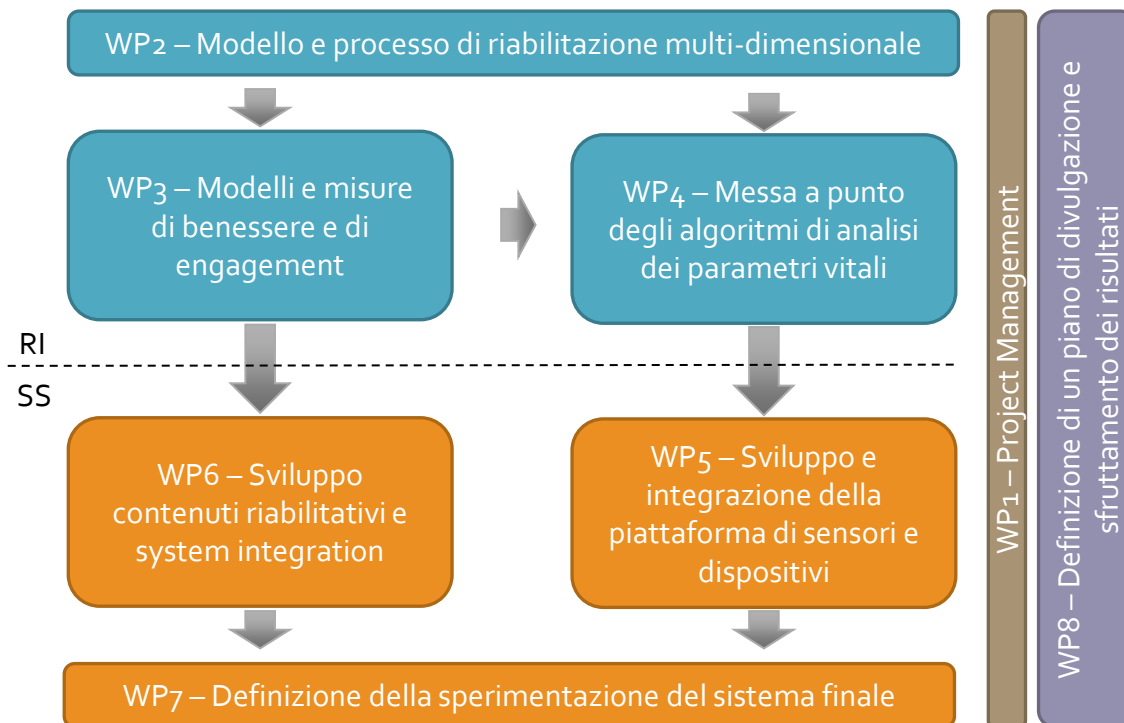 WP2 – Modello e processo di riabilitazione multi-dimensionale
WP3 – Modelli e misure
di benessere e di
engagement
WP4 – Messa a punto
degli algoritmi di analisi
dei parametri vitali
RI
SS
WP6 – Sviluppo
contenuti riabilitativi e
system integration
WP5 – Sviluppo e
integrazione della
piattaforma di sensori e
dispositivi
WP7 – Definizione della sperimentazione del sistema finale
WP1 – Project Management
WP8 – Definizione di un piano di divulgazione e
sfruttamento dei risultati